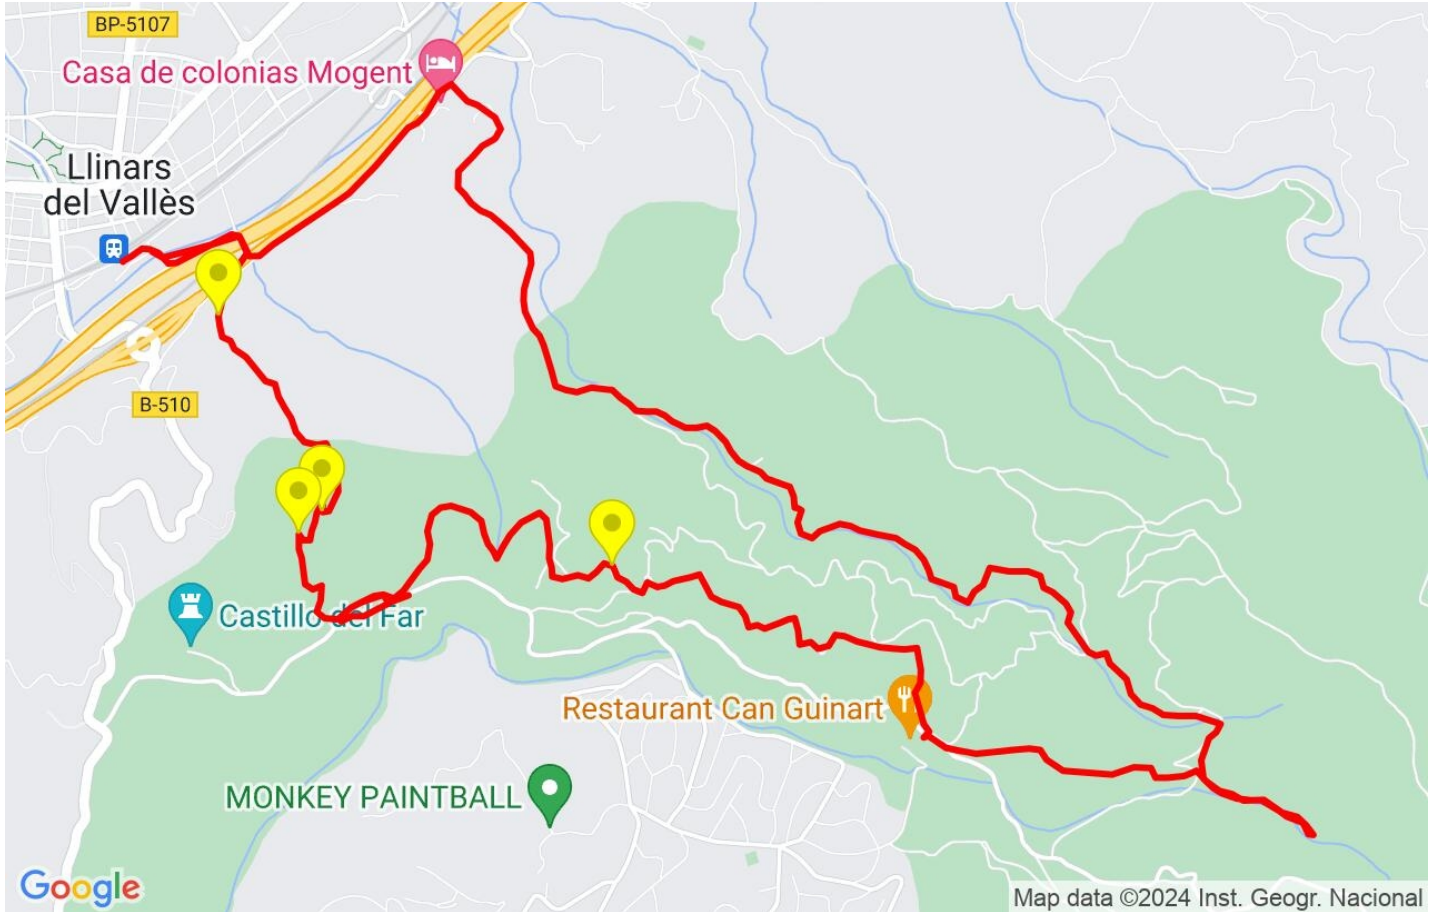 BP-5107
Casa de colonias Mogent
Llinars
del Vallès
B-510
Castillo del Far
Restaurant Can Guinart
MONKEY PAINTBALL
Google
Map data ©2024 Inst. Geogr. Nacional